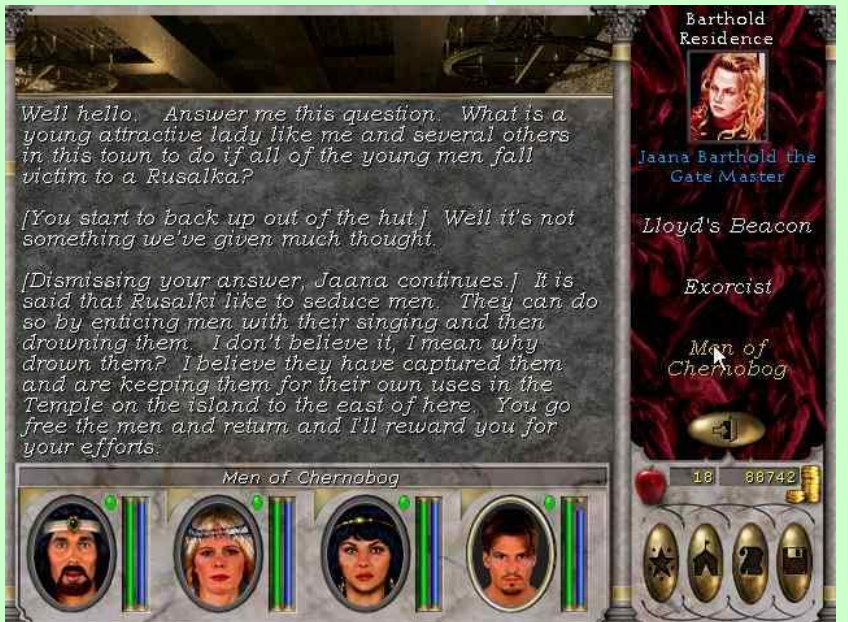 Barthold
Residence
Well hello. Answer me this question. What is a
young attractive lady like me and several others
in this town to do if all of the young men fall
victim to a Rusalka?
[You start to back up out of the hut.] Well it's not
something we've given much thought.
[Dismissing your answer, Jaana continues.] It is
said that Rusalki like to seduce men. They can do
so by enticing men with their singing and then
drowning them. I don't believe it, I mean why
drown them? I believe they have captured them
and are keeping them for their own uses in the
Temple on the island to the east of here. You go
free the men and return and I'll reward you for
your efforts.
Jaana Barthold the
Gate Master
Lloyd's Beacon
Exorcist
Men of
Chernobog
Men of Chernobog
18 88742